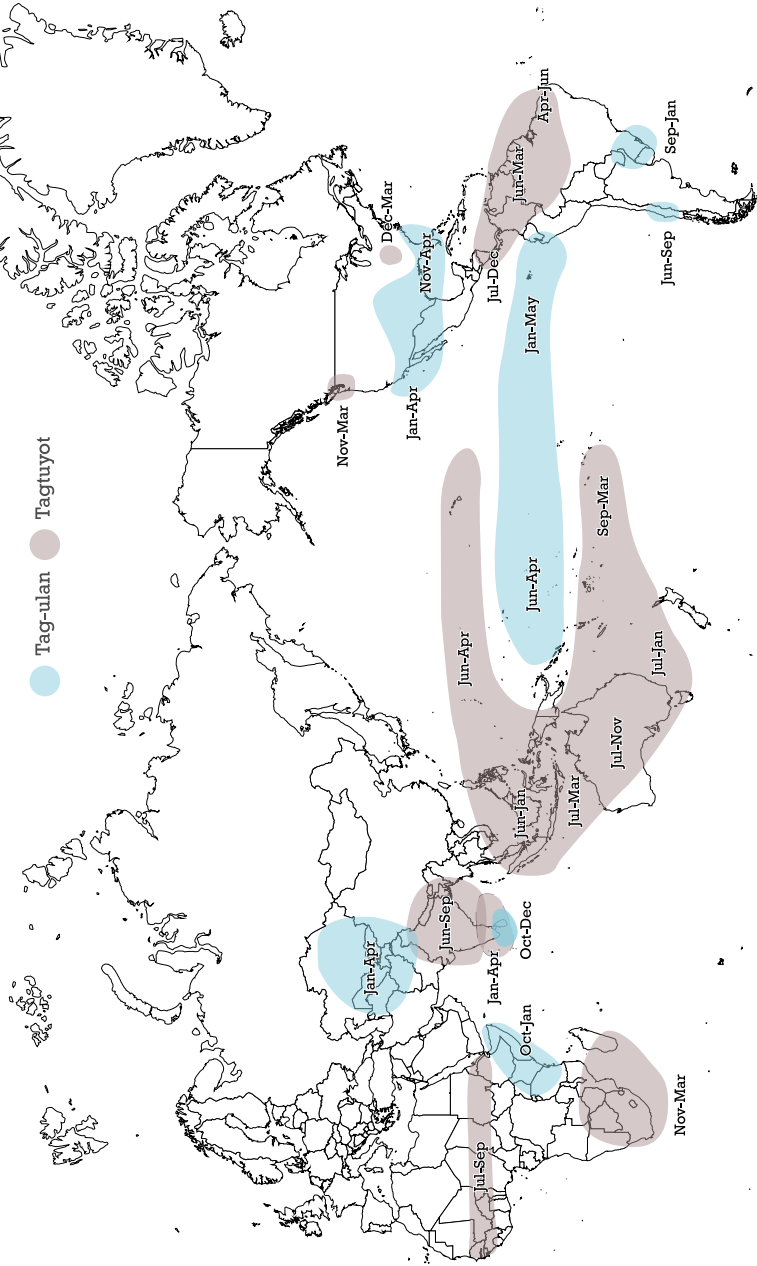 Tag-ulan
Tagtuyot
Nov-Mar
Jan-Apr
Dec-Mar
Jan-Apr
Nov-Apr
Jun-Sep
Jun-Apr
Jul-Sep
Jan-Apr
Jul-Dec
Jun-Jan
Jun-Mar
Oct-Jan
Oct-Dec
Jun-Apr
Jan-May
Apr-Jun
Jul-Mar
Sep-Mar
Jul-Nov
Jul-Jan
Jun-Sep
Sep-Jan
Nov-Mar